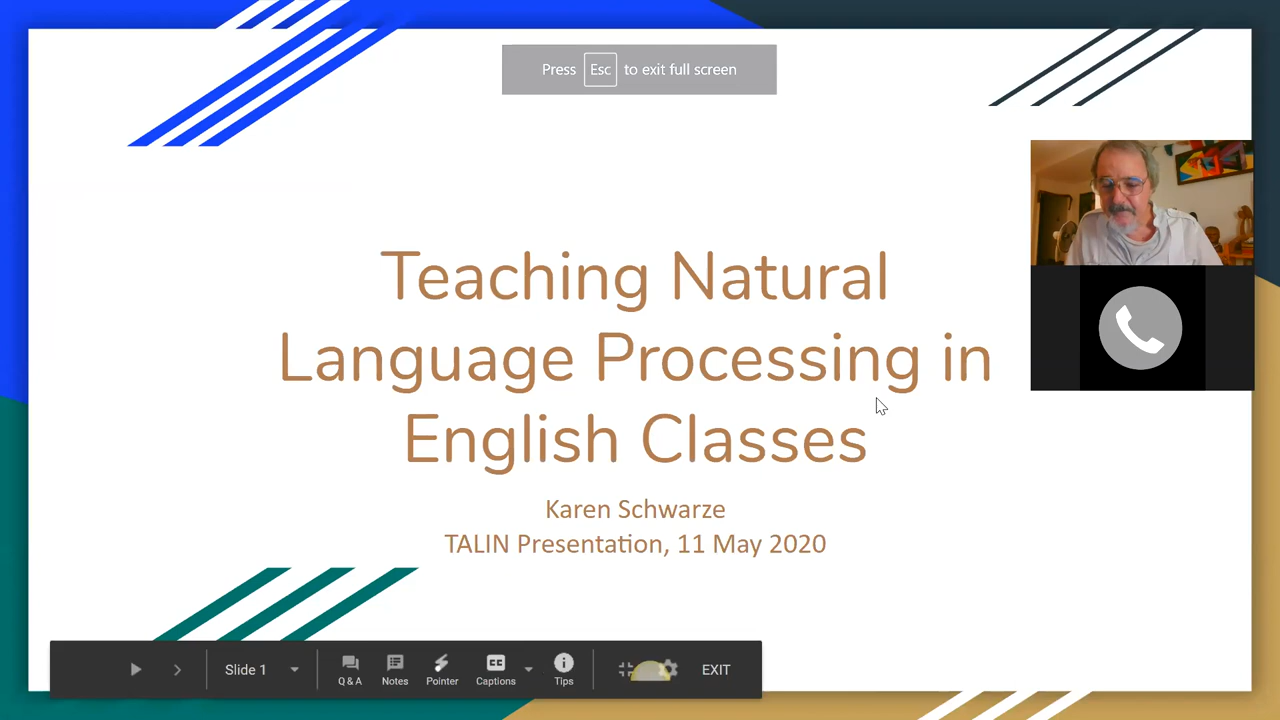 Press Esc to exit full screen
Teaching Natural
Language Processing in
English Classes
Karen Schwarze
TALIN Presentation, 11 May 2020
Slide 1
Q & A
Notes
Pointer
CC
Captions
Tips
EXIT